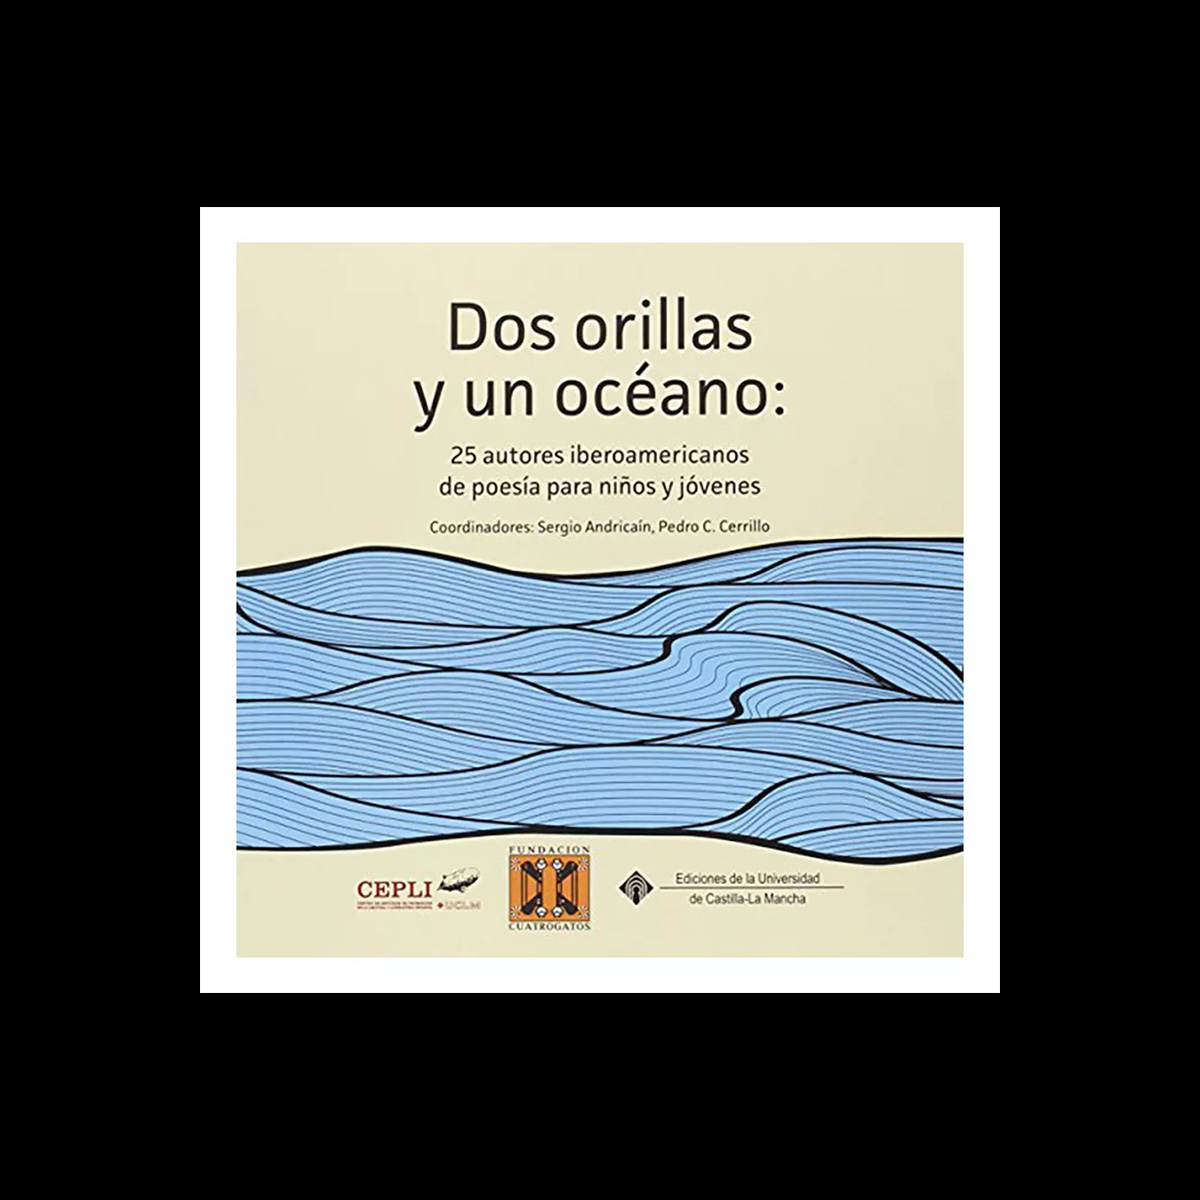 Dos orillas
y un océano:
25 autores iberoamericanos
de poesía para niños y jóvenes
Coordinadores: Sergio Andricaín, Pedro C. Cerrillo
FUNDACION
CEPLI
UCLM
CUATROGATOS
Ediciones de la Universidad
de Castilla-La Mancha